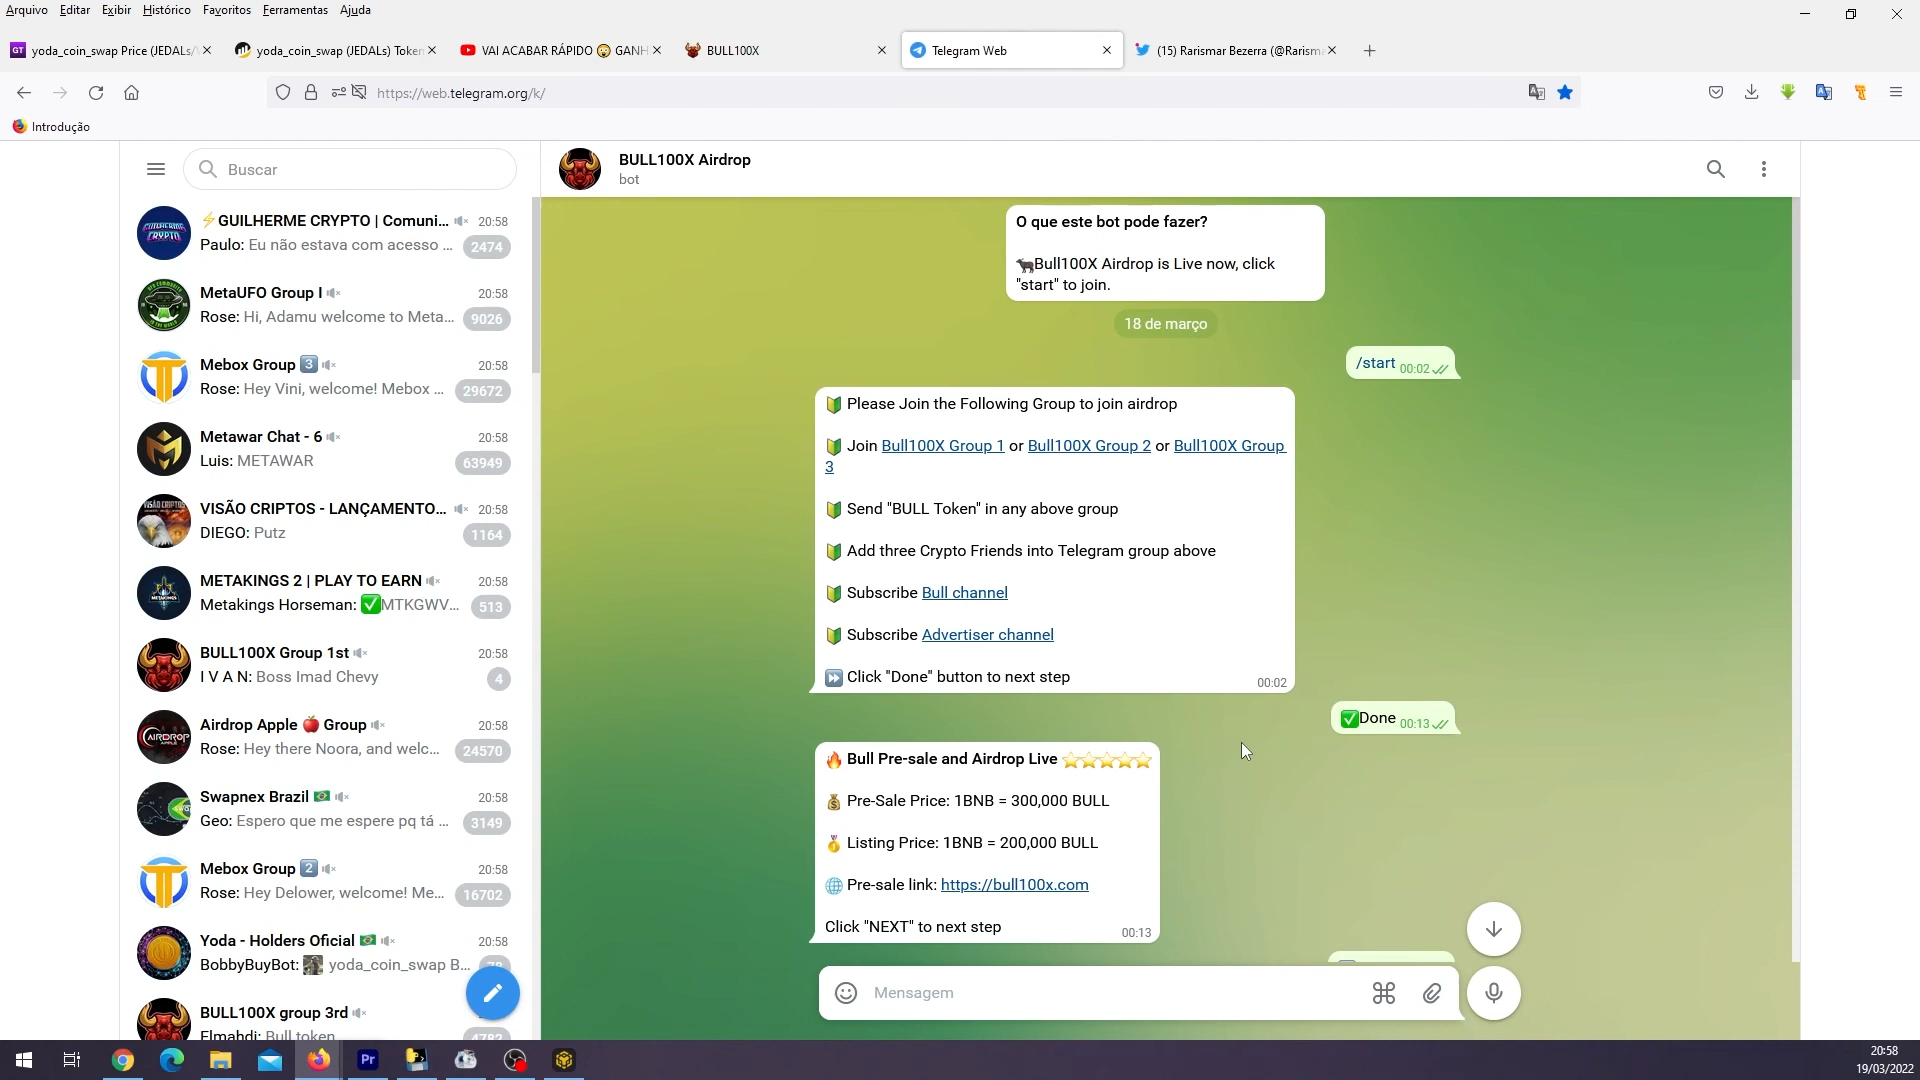 Arquivo Editar Exibir Histórico Favoritos Ferramentas Ajuda
yoda_coin_swap Price (JEDALs/
yoda_coin_swap (JEDALs) Token
VAI ACABAR RÁPIDO 😱 GANH
BULL100X
Telegram Web
(15) Rarismar Bezerra (@Rarisma
https://web.telegram.org/k/
Introdução
Buscar
BULL100X Airdrop
bot
⚡GUILHERME CRYPTO | Comuni... 20:58
Paulo: Eu não estava com acesso ... 2474
MetaUFO Group I 20:58
Rose: Hi, Adamu welcome to Meta... 9026
Mebox Group 3 20:58
Rose: Hey Vini, welcome! Mebox ... 29672
Metawar Chat - 6 20:58
Luis: METAWAR 63949
VISÃO CRIPTOS - LANÇAMENTO... 20:58
DIEGO: Putz 1164
METAKINGS 2 | PLAY TO EARN 20:58
Metakings Horseman: ✅MTKGWV... 513
BULL100X Group 1st 20:58
I V A N: Boss Imad Chevy 4
Airdrop Apple 🍎 Group 20:58
Rose: Hey there Noora, and welc... 24570
Swapnex Brazil 🇧🇷 20:58
Geo: Espero que me espere pq tá ... 3149
Mebox Group 2 20:58
Rose: Hey Delower, welcome! Me... 16702
Yoda - Holders Oficial 🇧🇷 20:58
BobbyBuyBot: yoda_coin_swap B...
BULL100X group 3rd
Elmahdi: Bull token 4782
O que este bot pode fazer?
🐂Bull100X Airdrop is Live now, click
"start" to join.
18 de março
/start 00:02
🔰 Please Join the Following Group to join airdrop
🔰 Join Bull100X Group 1 or Bull100X Group 2 or Bull100X Group
3
🔰 Send "BULL Token" in any above group
🔰 Add three Crypto Friends into Telegram group above
🔰 Subscribe Bull channel
🔰 Subscribe Advertiser channel
⏩ Click "Done" button to next step 00:02
✅Done 00:13
🔥 Bull Pre-sale and Airdrop Live ⭐⭐⭐⭐⭐
💰 Pre-Sale Price: 1BNB = 300,000 BULL
🥇 Listing Price: 1BNB = 200,000 BULL
🌐 Pre-sale link: https://bull100x.com
Click "NEXT" to next step 00:13
Mensagem
20:58
19/03/2022